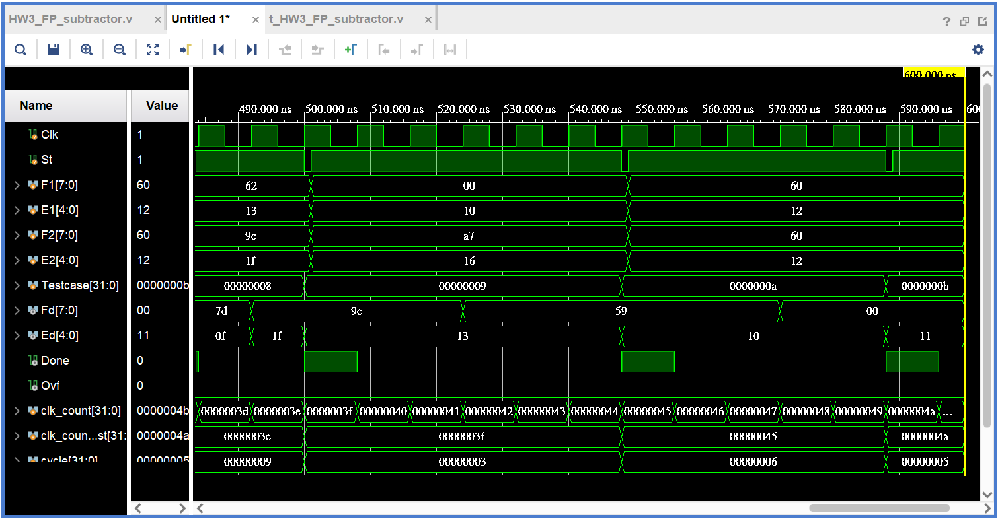 HW3_FP_subtractor.v × Untitled 1* × t_HW3_FP_subtractor.v × ?
600.000 ns
Name Value 490.000 ns 500.000 ns 510.000 ns 520.000 ns 530.000 ns 540.000 ns 550.000 ns 560.000 ns 570.000 ns 580.000 ns 590.000 ns 600
Clk 1
St 1
F1[7:0] 60 62 00 60
E1[4:0] 12 13 10 12
F2[7:0] 60 9c a7 60
E2[4:0] 12 1f 16 12
Testcase[31:0] 0000000b 00000008 00000009 0000000a 0000000b
Fd[7:0] 00 7d 9c 59 00
Ed[4:0] 11 0f 1f 13 10 11
Done 0
Ovf 0
clk_count[31:0] 0000004b 0000003d 0000003e 0000003f 00000040 00000041 00000042 00000043 00000044 00000045 00000046 00000047 00000048 00000049 0000004a ...
clk_coun...st[31: 0000004a 0000003c 0000003f 00000045 0000004a
cycle[31:0] 00000005 00000009 00000003 00000006 00000005